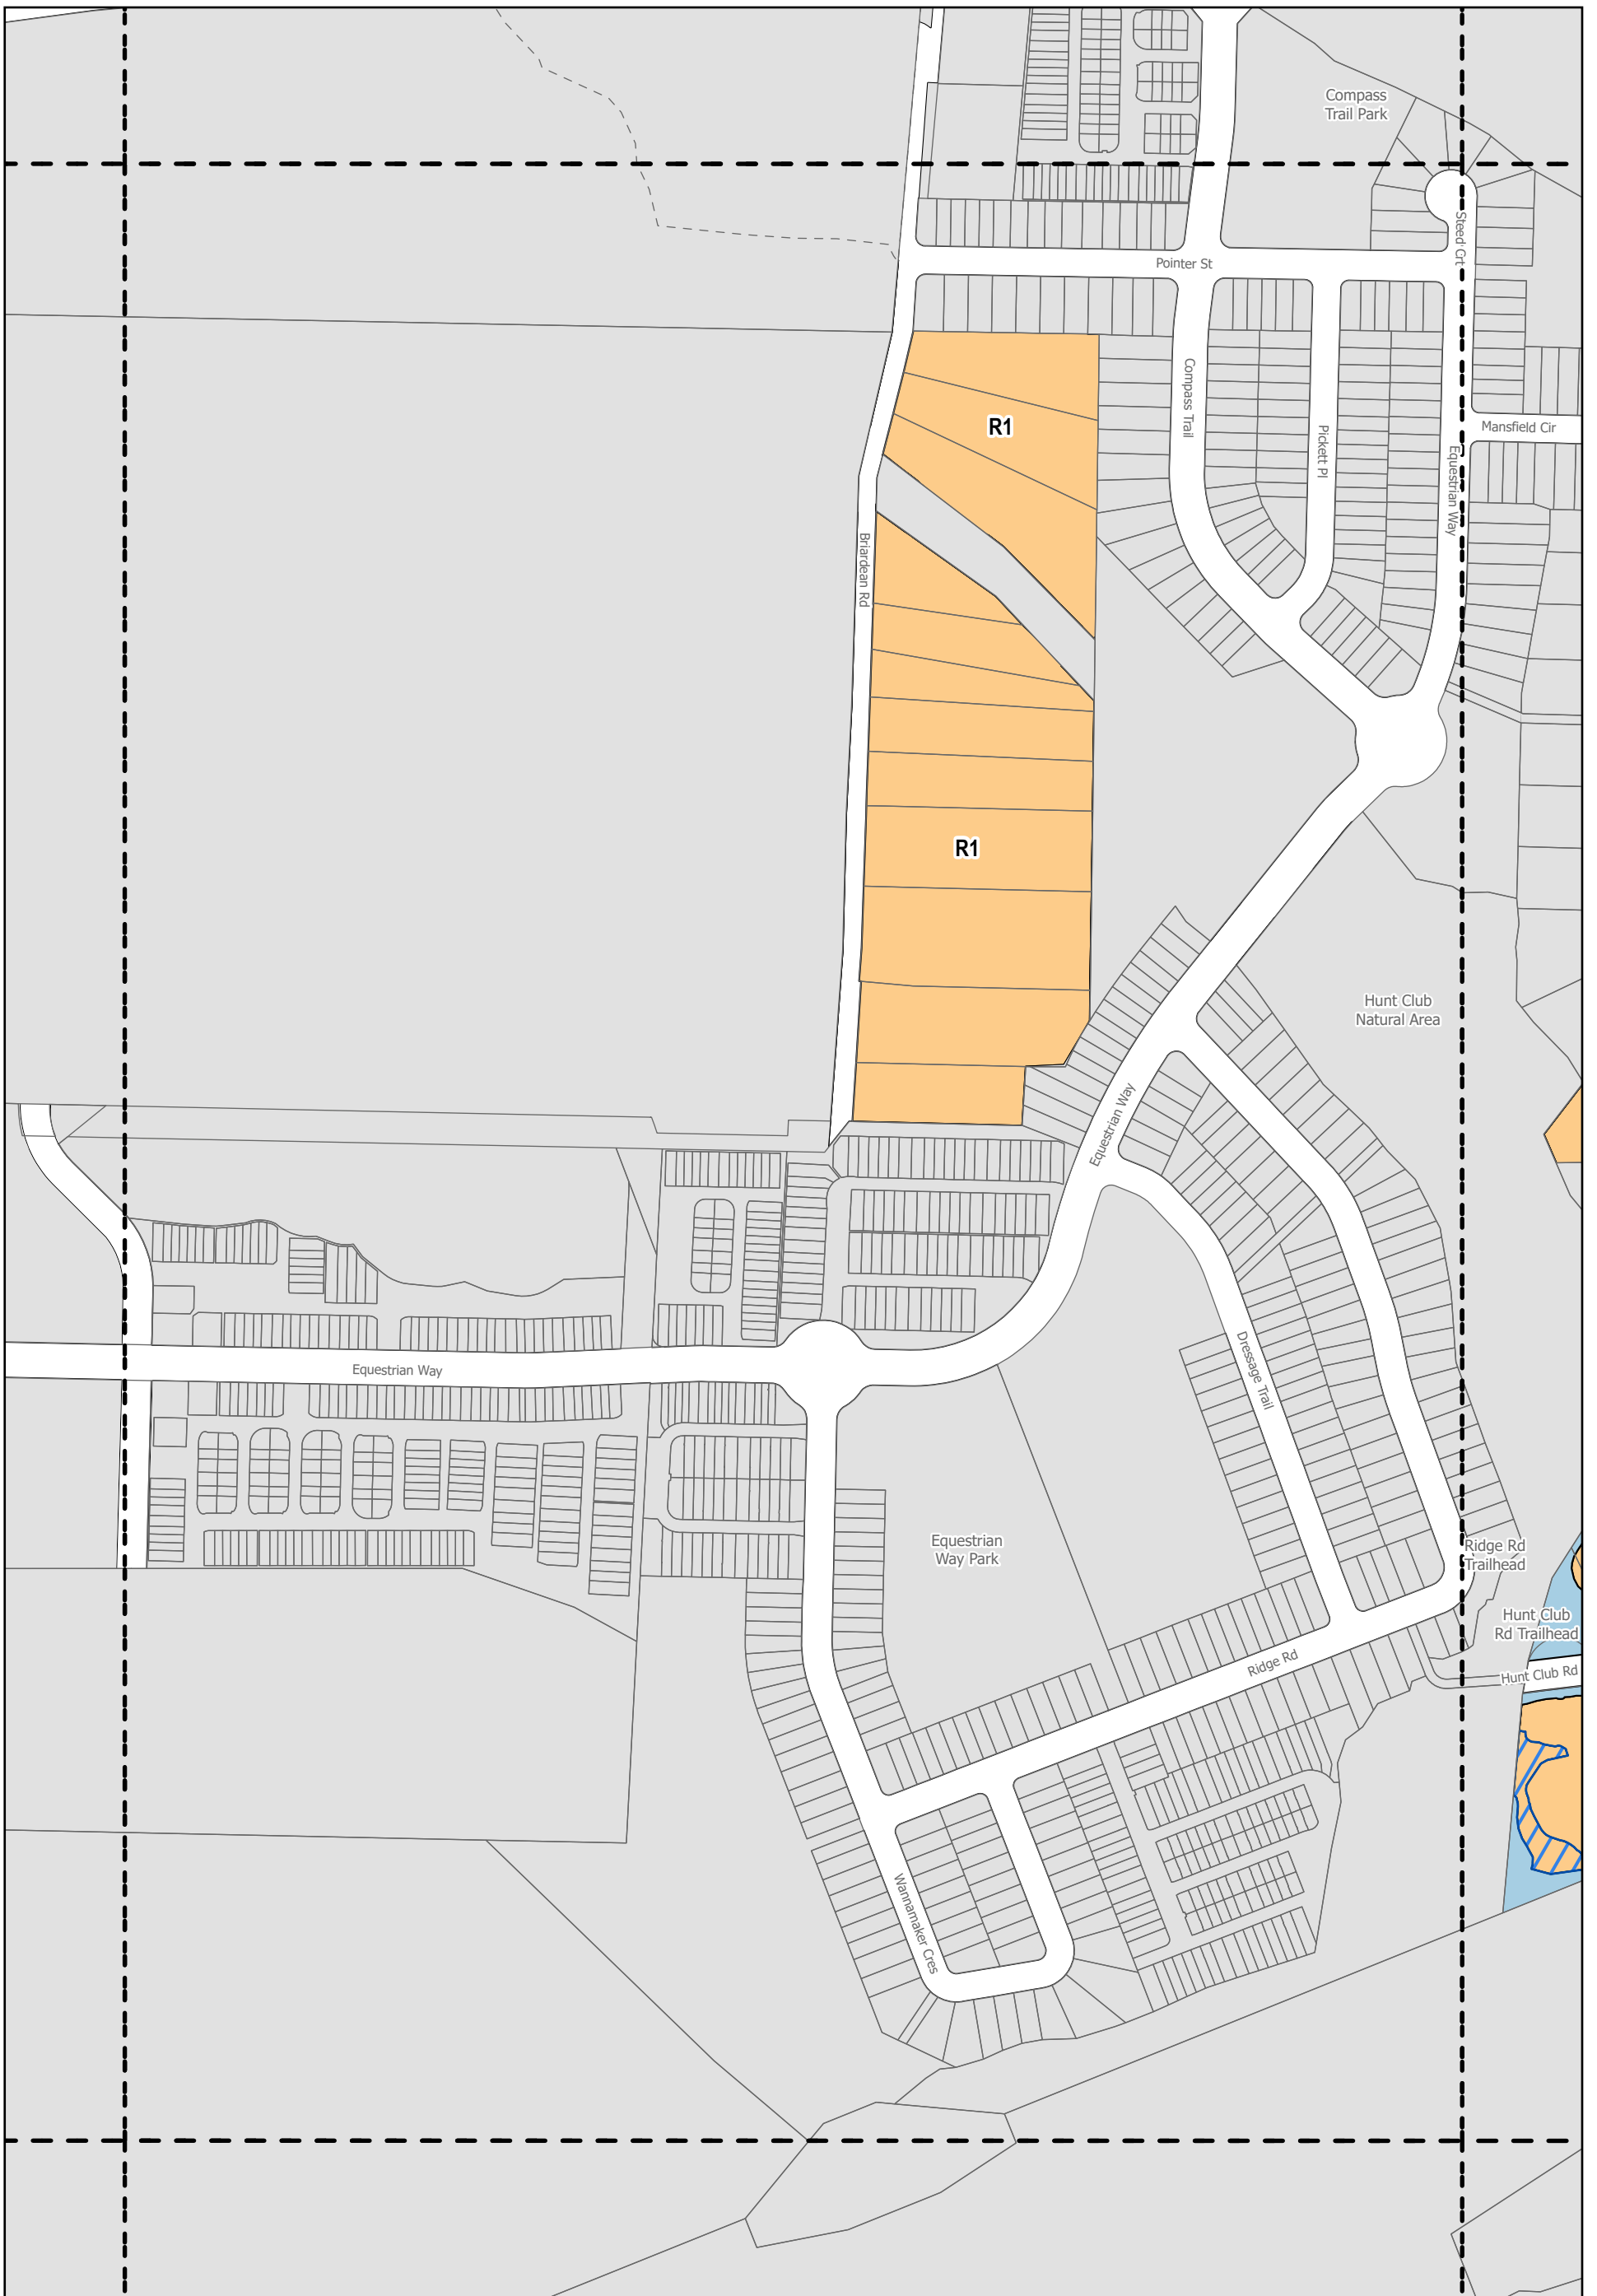 Compass
Trail Park
Steed Crt
Pointer St
Compass Trail
R1
Pickett Pl
Mansfield Cir
Equestrian Way
Briardean Rd
R1
Hunt Club
Natural Area
Equestrian Way
Equestrian Way
Dressage Trail
Equestrian
Way Park
Ridge Rd
Trailhead
Hunt Club
Rd Trailhead
Ridge Rd
Hunt Club Rd
Wannamaker Cres